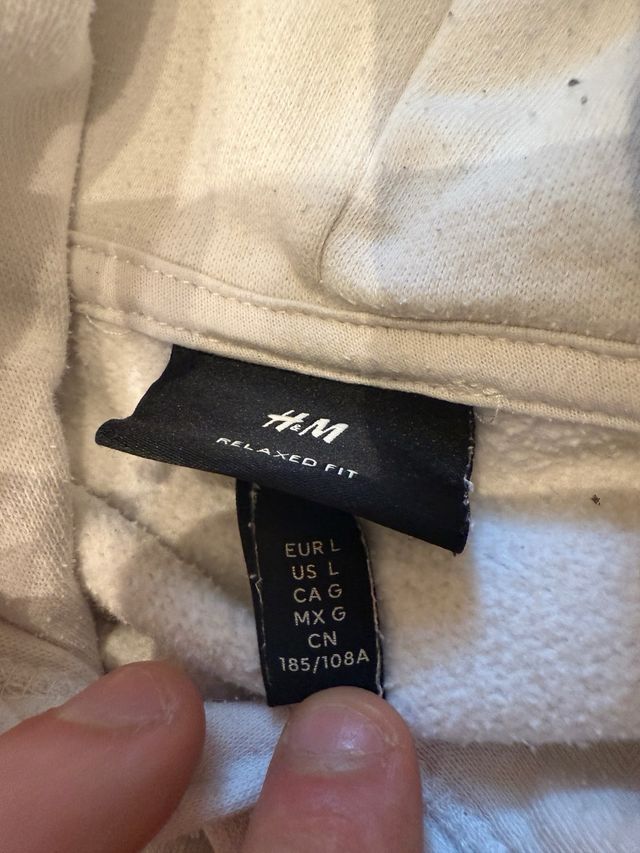 H&M
RELAXED FIT
EUR L
US L
CA G
MX G
CN
185/108A